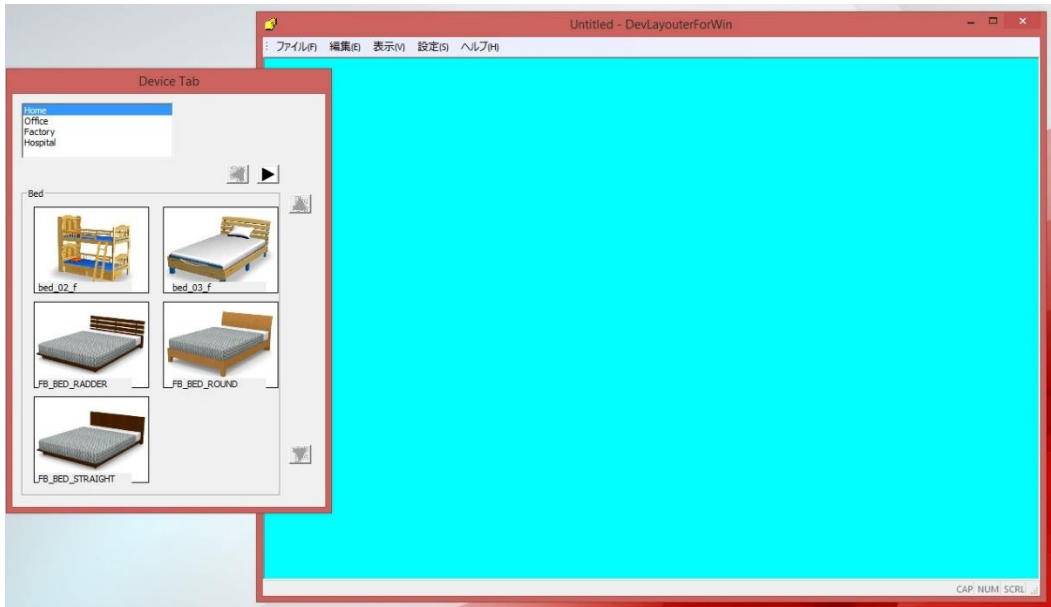 Untitled - DevLayouterForWin
ファイル(F) 編集(E) 表示(V) 設定(S) ヘルプ(H)
Device Tab
Home
Office
Factory
Hospital
Bed
bed_02_f
bed_03_f
FB_BED_RADDER
FB_BED_ROUND
FB_BED_STRAIGHT
CAP NUM SCRL